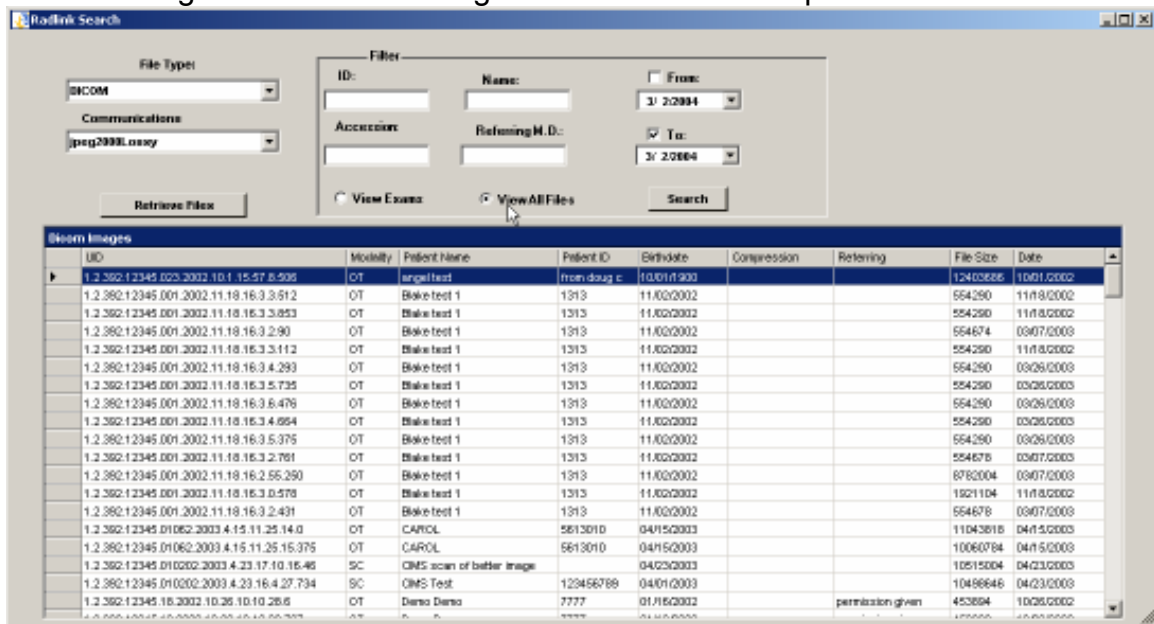 Radlink Search
File Type:
DICOM
Communications
jpeg2000Lossy
Retrieve Files
Filter
ID:
Name:
From:
3/ 2/2004
Accession:
Referring M.D.:
To:
3/ 2/2004
View Exams
View All Files
Search
Dicom Images
UID Modality Patient Name Patient ID Birthdate Compression Referring File Size Date
1.2.392.12345.023.2002.10.1.15.57.8.506 OT angel test from doug c 10/01/1900 12403686 10/01/2002
1.2.392.12345.001.2002.11.18.16.3.3.512 OT Blake test 1 1313 11/02/2002 554290 11/18/2002
1.2.392.12345.001.2002.11.18.16.3.3.853 OT Blake test 1 1313 11/02/2002 554290 11/18/2002
1.2.392.12345.001.2002.11.18.16.3.2.90 OT Blake test 1 1313 11/02/2002 554674 03/07/2003
1.2.392.12345.001.2002.11.18.16.3.3.112 OT Blake test 1 1313 11/02/2002 554290 11/18/2002
1.2.392.12345.001.2002.11.18.16.3.4.293 OT Blake test 1 1313 11/02/2002 554290 03/26/2003
1.2.392.12345.001.2002.11.18.16.3.5.735 OT Blake test 1 1313 11/02/2002 554290 03/26/2003
1.2.392.12345.001.2002.11.18.16.3.6.476 OT Blake test 1 1313 11/02/2002 554290 03/26/2003
1.2.392.12345.001.2002.11.18.16.3.4.664 OT Blake test 1 1313 11/02/2002 554290 03/26/2003
1.2.392.12345.001.2002.11.18.16.3.5.375 OT Blake test 1 1313 11/02/2002 554290 03/26/2003
1.2.392.12345.001.2002.11.18.16.3.2.761 OT Blake test 1 1313 11/02/2002 554678 03/07/2003
1.2.392.12345.001.2002.11.18.16.2.55.250 OT Blake test 1 1313 11/02/2002 8782004 03/07/2003
1.2.392.12345.001.2002.11.18.16.3.0.578 OT Blake test 1 1313 11/02/2002 1921104 11/18/2002
1.2.392.12345.001.2002.11.18.16.3.2.431 OT Blake test 1 1313 11/02/2002 554678 03/07/2003
1.2.392.12345.01062.2003.4.15.11.25.14.0 OT CAROL 5613010 04/15/2003 11043818 04/15/2003
1.2.392.12345.01062.2003.4.15.11.25.15.375 OT CAROL 5613010 04/15/2003 10060784 04/15/2003
1.2.392.12345.010202.2003.4.23.17.10.16.46 SC CIMS scan of better image 04/23/2003 10515004 04/23/2003
1.2.392.12345.010202.2003.4.23.16.4.27.734 SC CIMS Test 123456789 04/01/2003 10498646 04/23/2003
1.2.392.12345.18.2002.10.26.10.10.28.6 OT Demo Demo 7777 01/16/2002 permission given 453894 10/26/2002